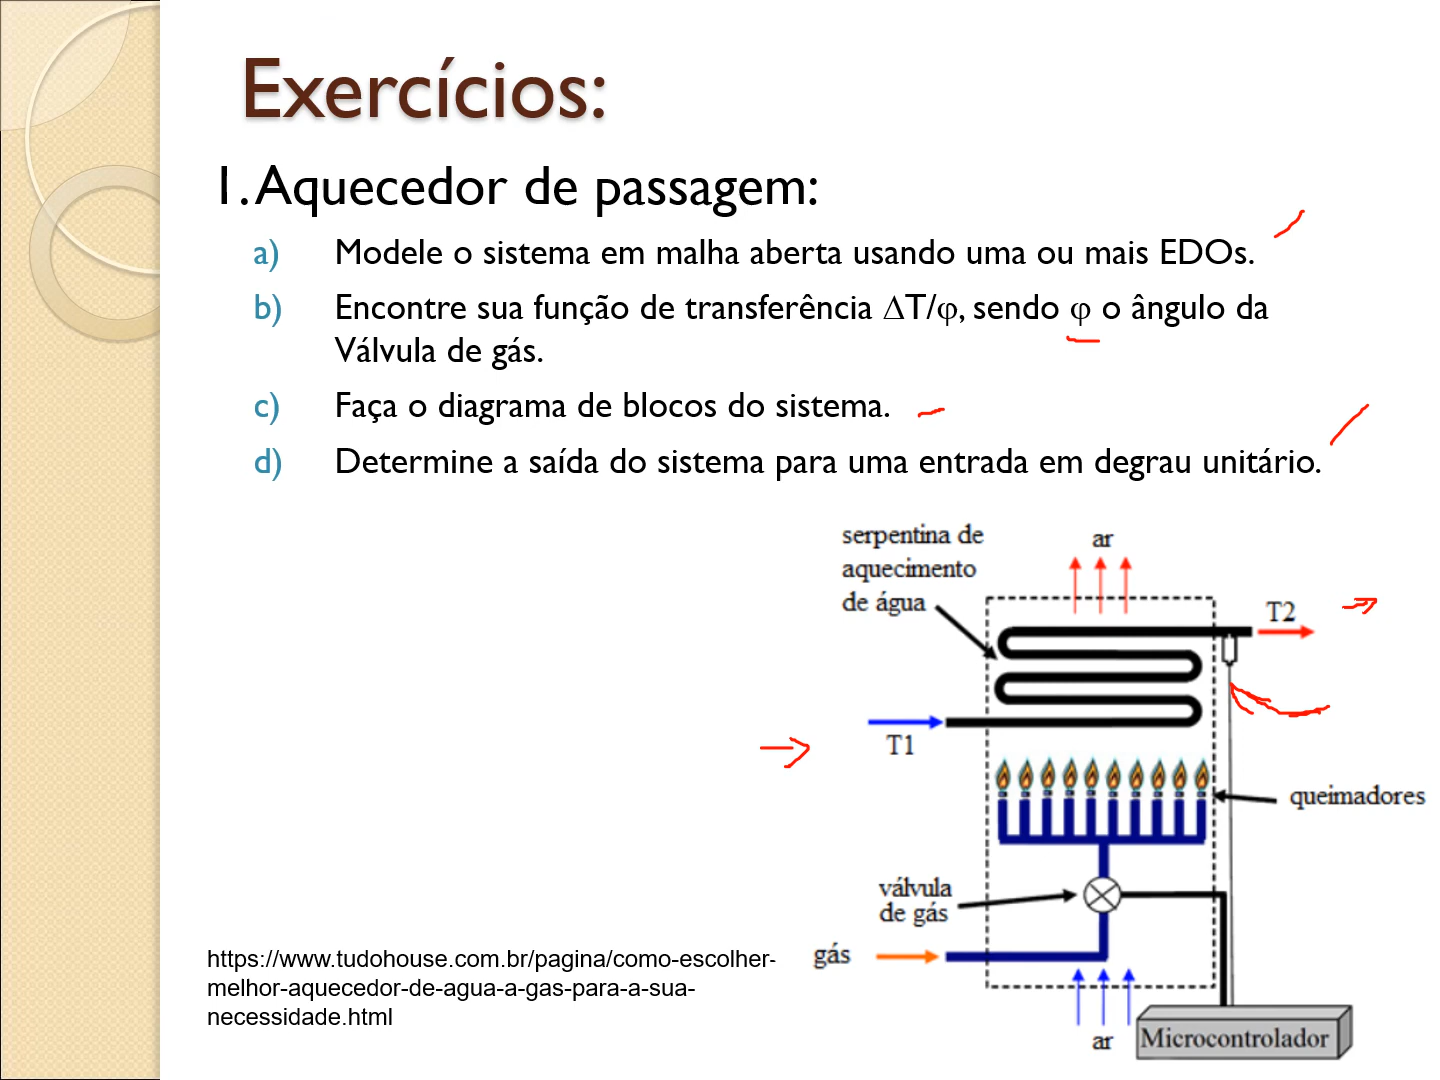 Exercícios:
1. Aquecedor de passagem:
a) Modele o sistema em malha aberta usando uma ou mais EDOs.
b) Encontre sua função de transferência ∆T/φ, sendo φ o ângulo da
Válvula de gás.
c) Faça o diagrama de blocos do sistema.
d) Determine a saída do sistema para uma entrada em degrau unitário.
serpentina de
aquecimento
de água
ar
T2
T1
queimadores
válvula
de gás
gás
ar
Microcontrolador
https://www.tudohouse.com.br/pagina/como-escolher-
melhor-aquecedor-de-agua-a-gas-para-a-sua-
necessidade.html